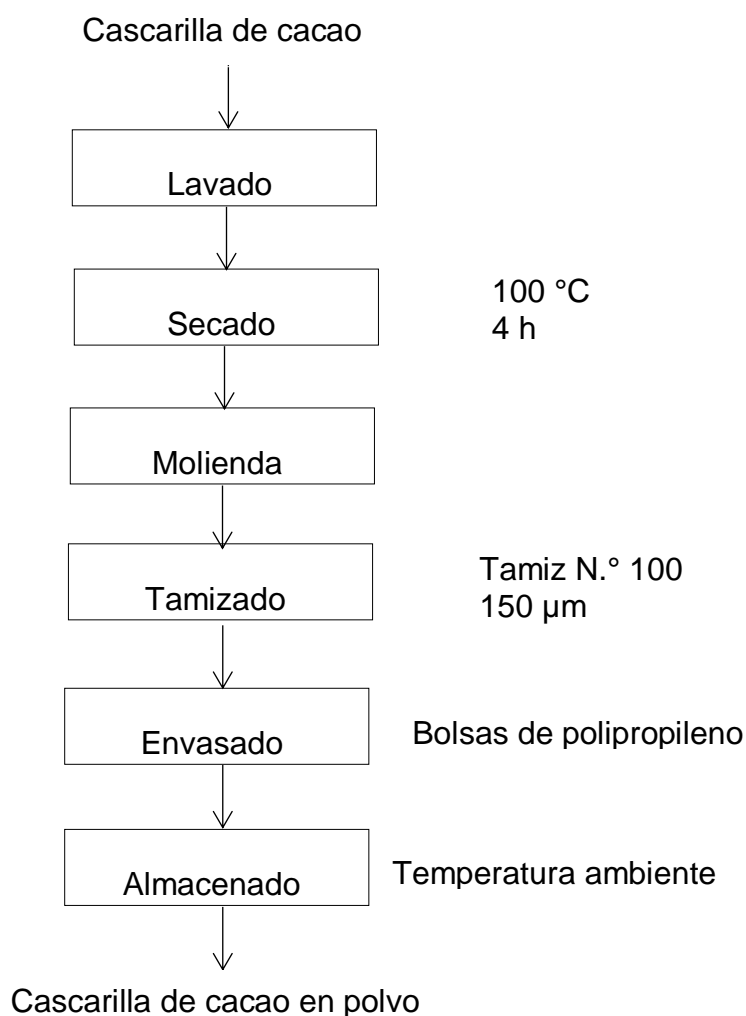 Cascarilla de cacao
Lavado
Secado
100 °C
4 h
Molienda
Tamizado
Tamiz N.° 100
150 µm
Envasado
Bolsas de polipropileno
Almacenado
Temperatura ambiente
Cascarilla de cacao en polvo